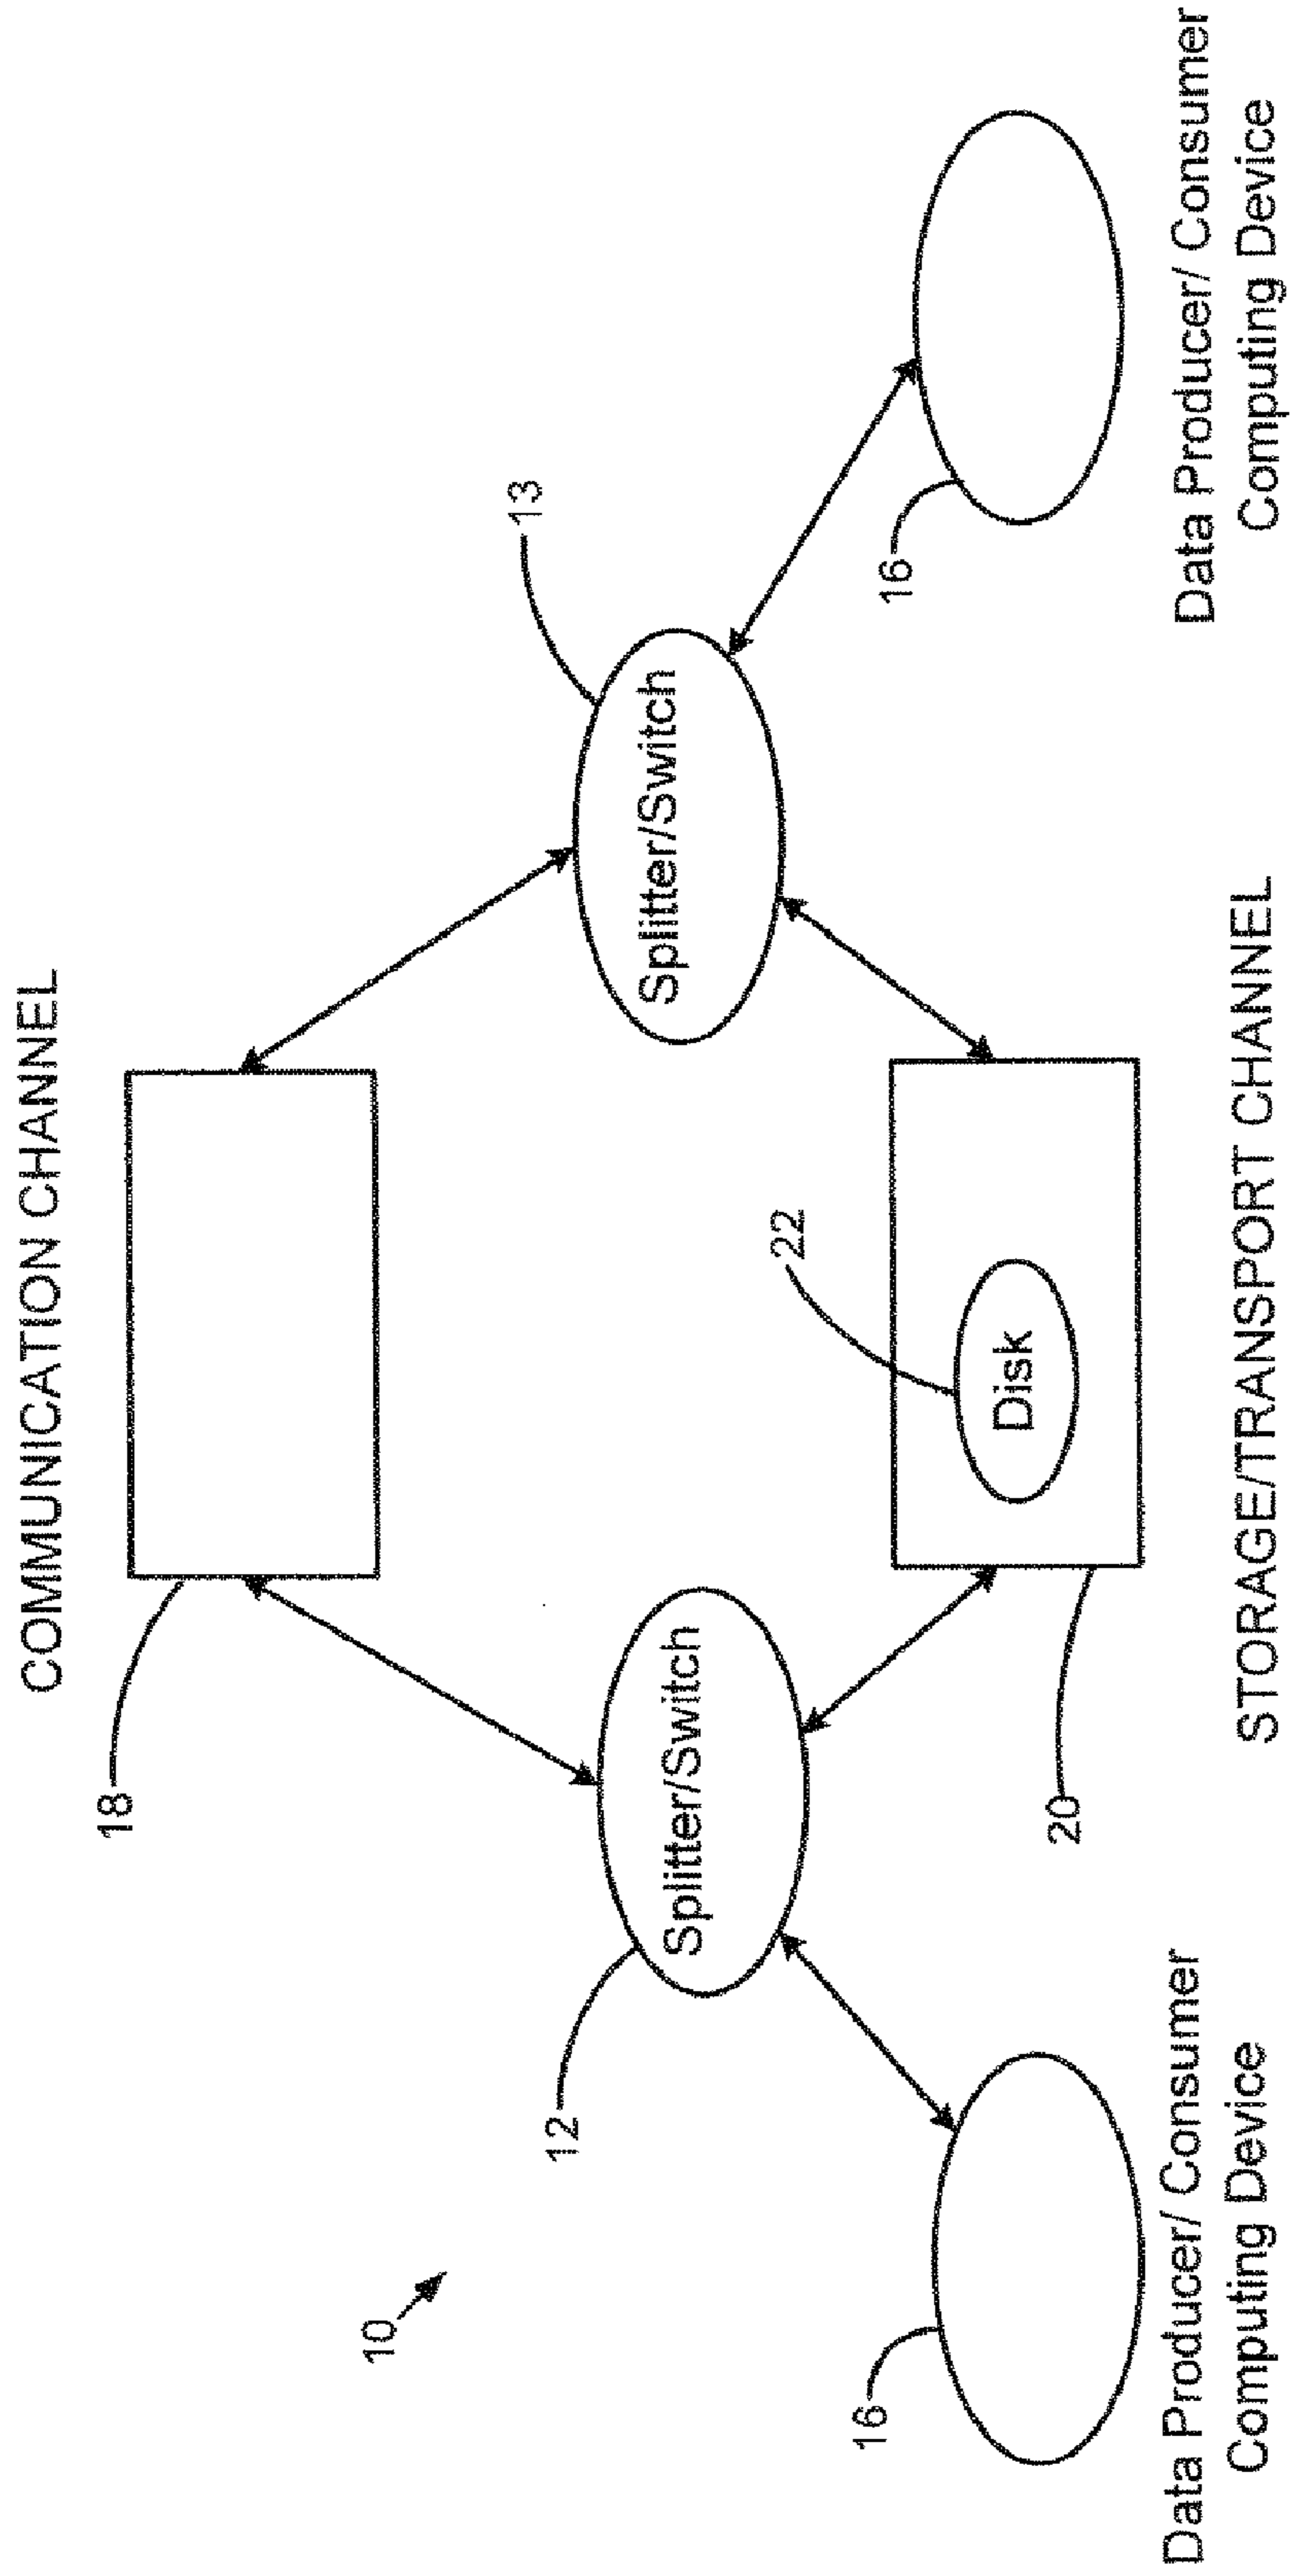 COMMUNICATION CHANNEL
18
13
10
12
Splitter/Switch
Splitter/Switch
22
16
16
Disk
20
Data Producer/ Consumer
Computing Device
STORAGE/TRANSPORT CHANNEL
Data Producer/ Consumer
Computing Device